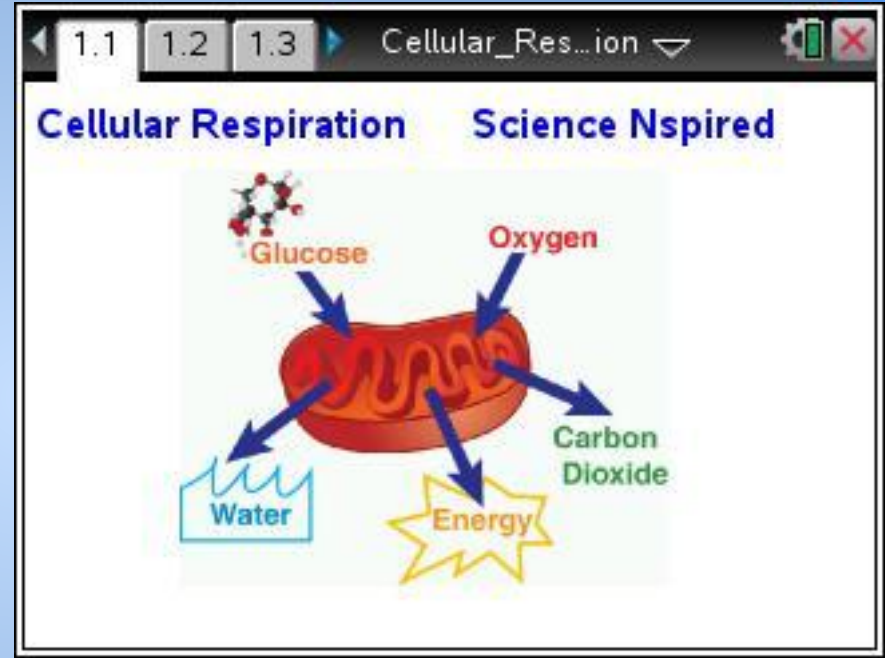 1.1 1.2 1.3 Cellular_Res…ion
Cellular Respiration Science Nspired
Glucose
Oxygen
Carbon
Dioxide
Water
Energy